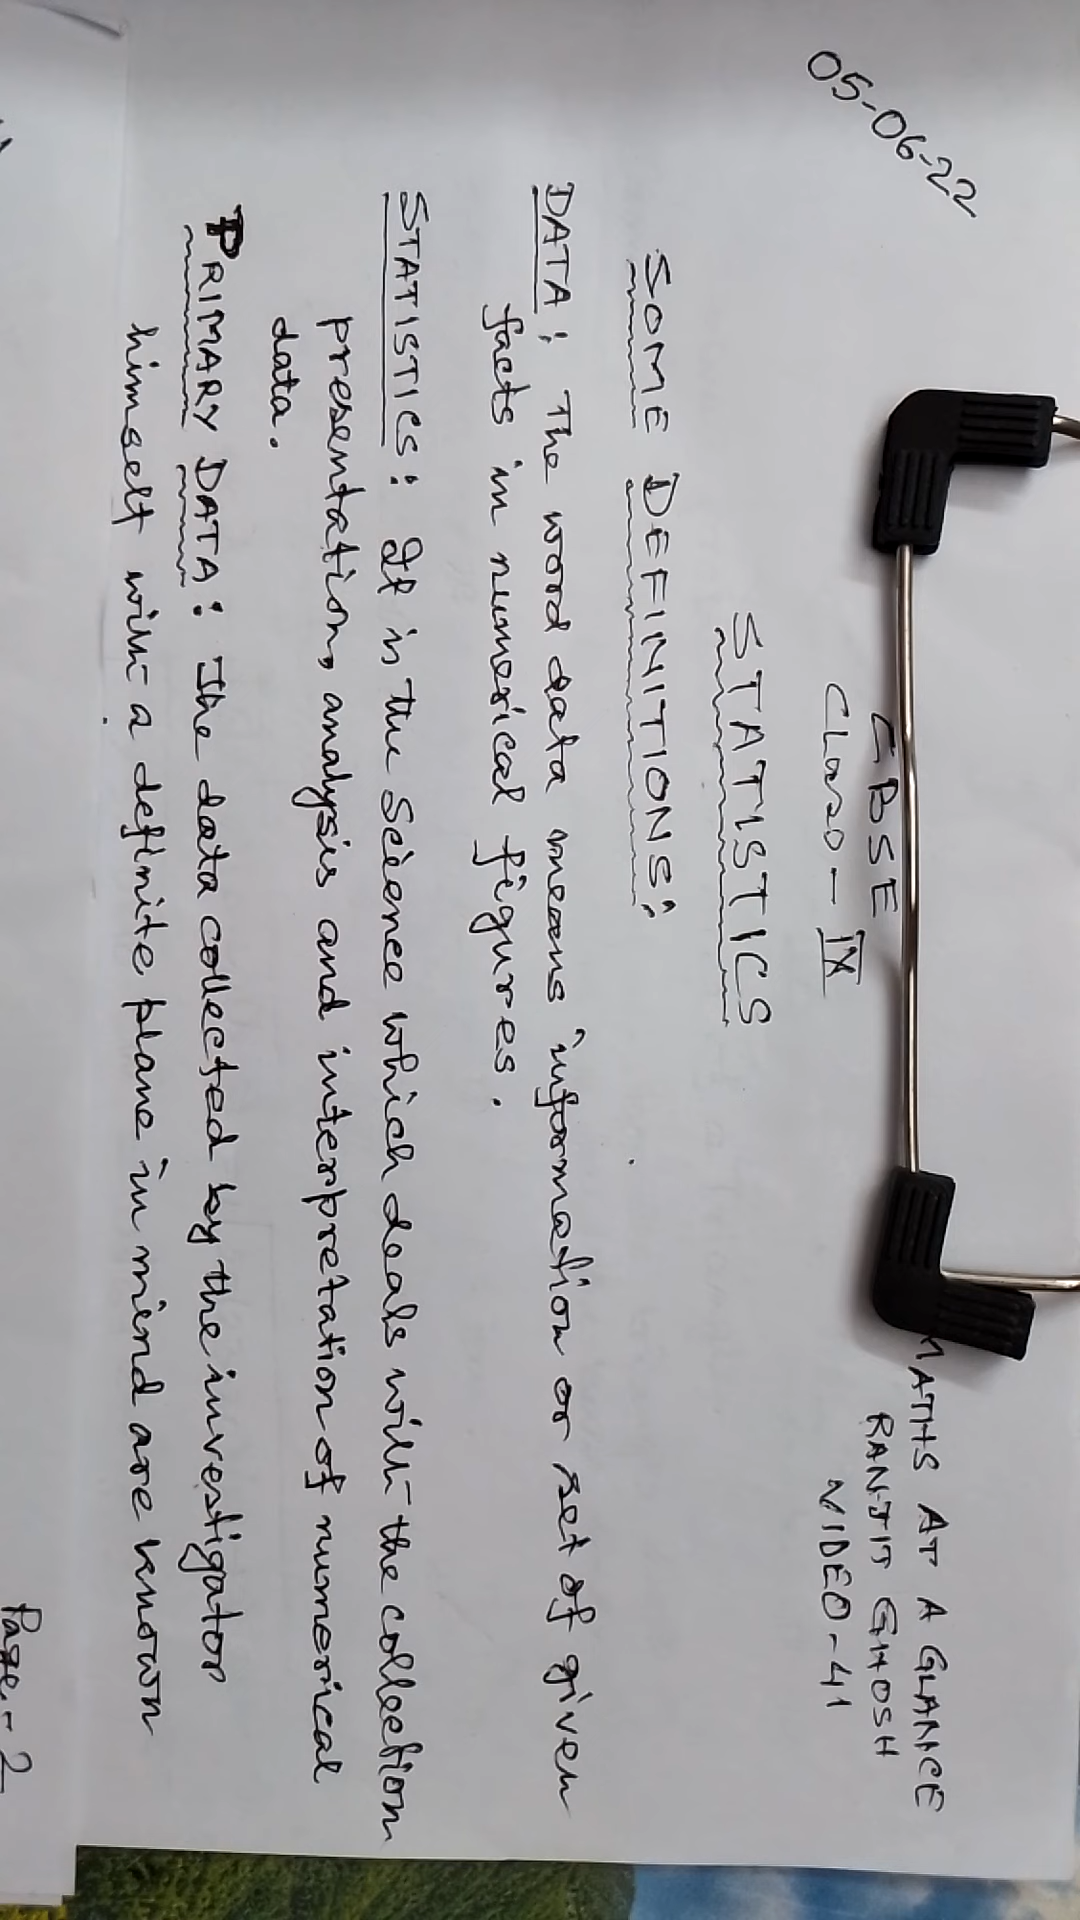 05-06-22
CBSE
MATHS AT A GLANCE
Class - IX
RANJIT GHOSH
VIDEO-41
STATISTICS
SOME DEFINITIONS:
DATA: The word data means information or set of given
facts in numerical figures.
STATISTICS: It is the Science which deals with the collection
presentation, analysis and interpretation of numerical
data.
PRIMARY DATA: The data collected by the investigator
himself with a definite plane in mind are known
Page-2